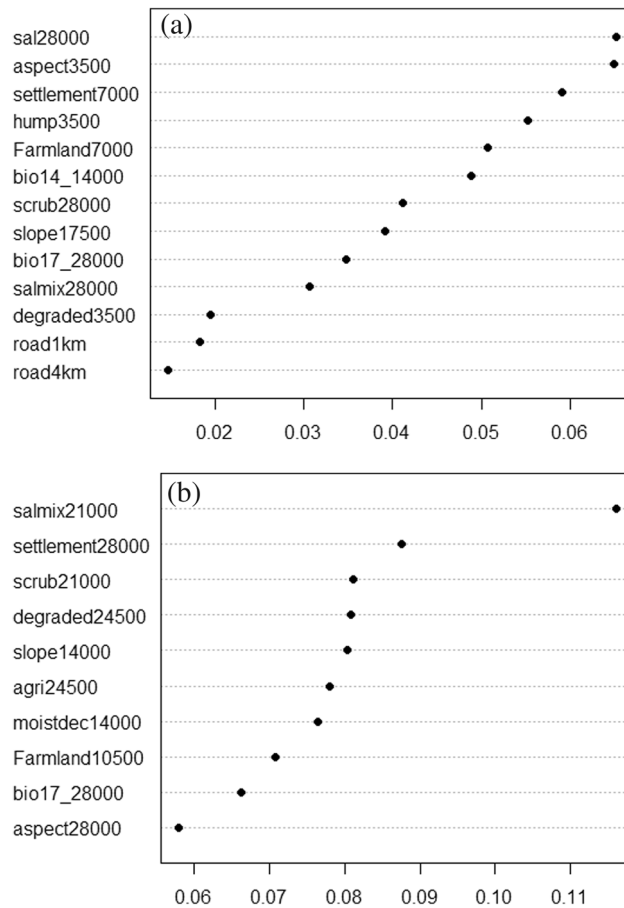 (a)
sal28000
aspect3500
settlement7000
hump3500
Farmland7000
bio14_14000
scrub28000
slope17500
bio17_28000
salmix28000
degraded3500
road1km
road4km
0.02 0.03 0.04 0.05 0.06
(b)
salmix21000
settlement28000
scrub21000
degraded24500
slope14000
agri24500
moistdec14000
Farmland10500
bio17_28000
aspect28000
0.06 0.07 0.08 0.09 0.10 0.11